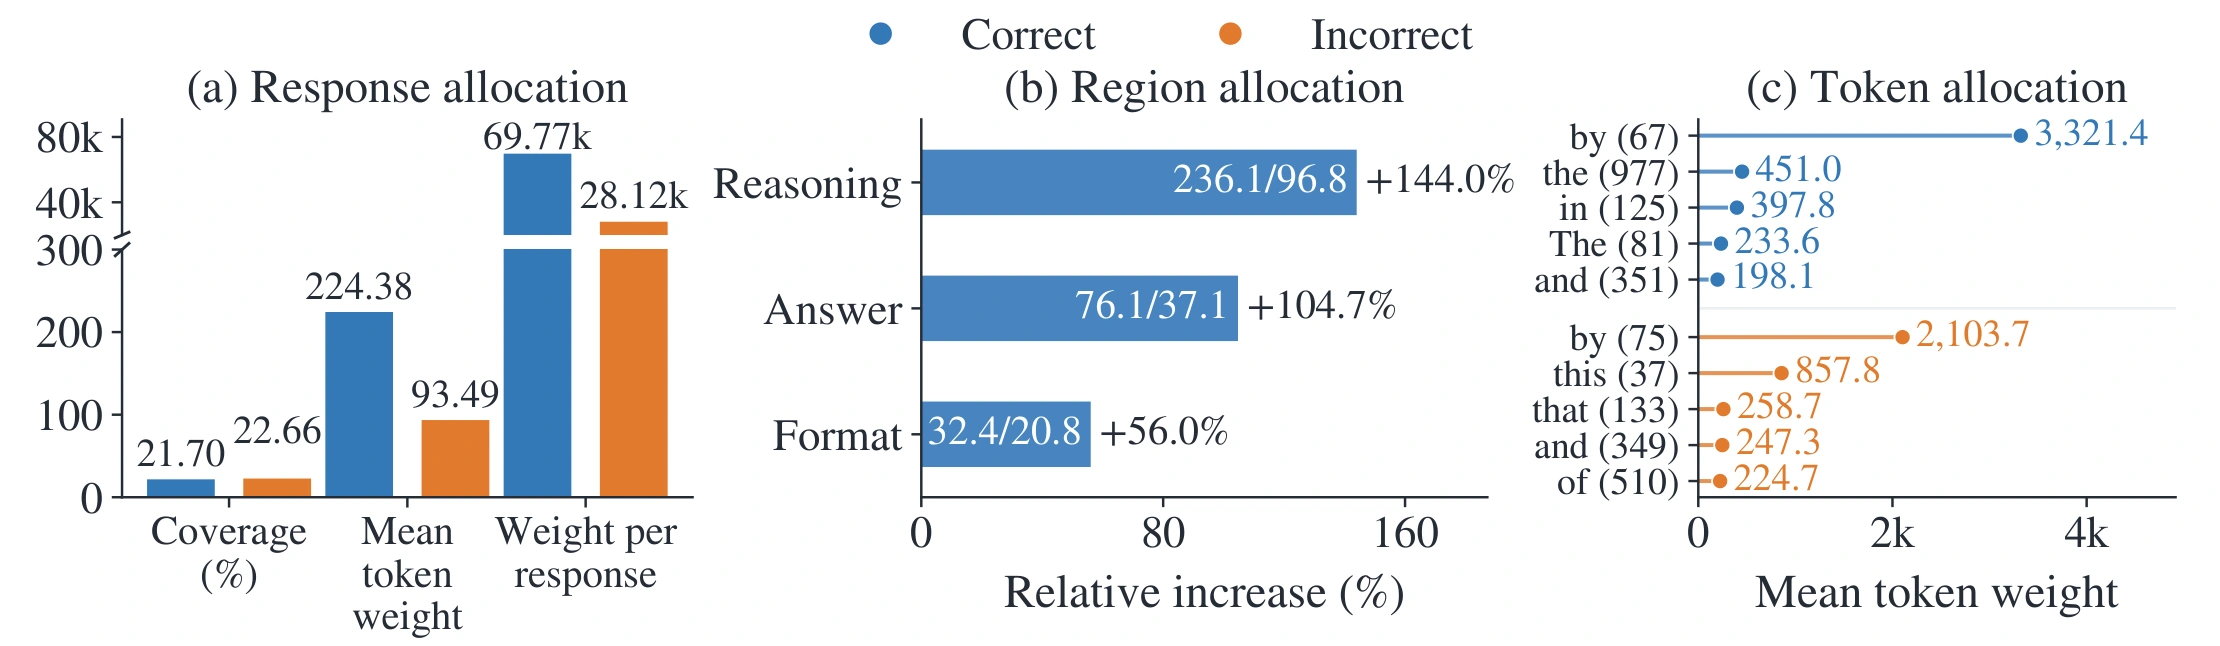 Correct
Incorrect
(a) Response allocation
80k
40k
300
200
100
0
69.77k
28.12k
224.38
93.49
21.70
22.66
Coverage
(%)
Mean
token
weight
Weight per
response
(b) Region allocation
Reasoning
236.1/96.8
+144.0%
Answer
76.1/37.1
+104.7%
Format
32.4/20.8
+56.0%
0
80
160
Relative increase (%)
(c) Token allocation
by (67)
3,321.4
the (977)
451.0
in (125)
397.8
The (81)
233.6
and (351)
198.1
by (75)
2,103.7
this (37)
857.8
that (133)
258.7
and (349)
247.3
of (510)
224.7
0
2k
4k
Mean token weight